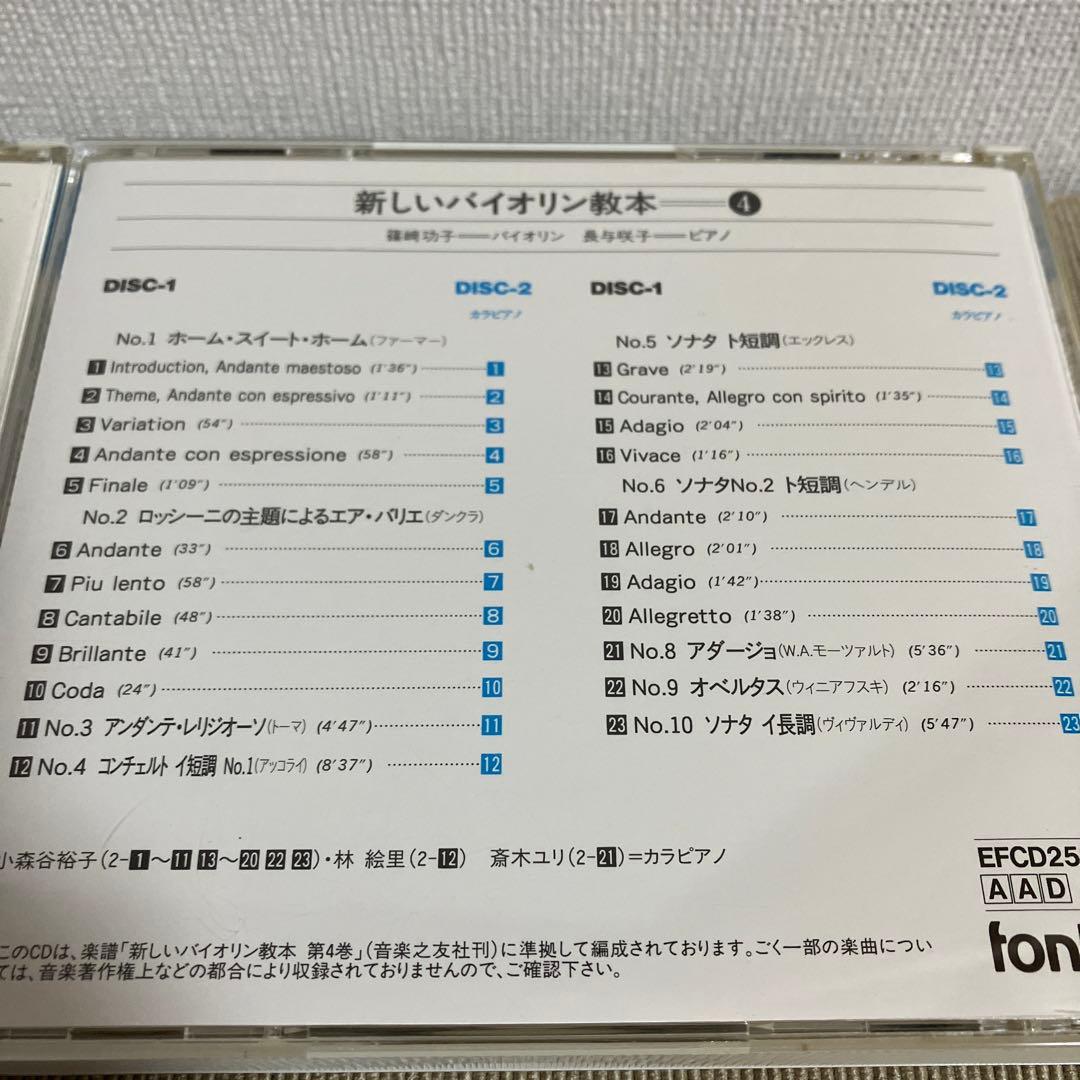 新しいバイオリン教本──❹
篠崎功子──バイオリン 長与咲子──ピアノ
DISC-1 DISC-2
カラピアノ
No.1 ホーム・スイート・ホーム(ファーマー)
1 Introduction, Andante maestoso (1'36") 1
2 Theme, Andante con espressivo (1'11") 2
3 Variation (54") 3
4 Andante con espressione (58") 4
5 Finale (1'09") 5
No.2 ロッシーニの主題によるエア・バリエ(ダンクラ)
6 Andante (33") 6
7 Piu lento (58") 7
8 Cantabile (48") 8
9 Brillante (41") 9
10 Coda (24") 10
11 No.3 アンダンテ・レリジオーソ(トーマ) (4'47") 11
12 No.4 コンチェルト イ短調 No.1(アッコライ) (8'37") 12
DISC-1 DISC-2
カラピアノ
No.5 ソナタ ト短調(エックレス)
13 Grave (2'19") 13
14 Courante, Allegro con spirito (1'35") 14
15 Adagio (2'04") 15
16 Vivace (1'16") 16
No.6 ソナタNo.2 ト短調(ヘンデル)
17 Andante (2'10") 17
18 Allegro (2'01") 18
19 Adagio (1'42") 19
20 Allegretto (1'38") 20
21 No.8 アダージョ(W.A.モーツァルト) (5'36") 21
22 No.9 オベルタス(ウィニアフスキ) (2'16") 22
23 No.10 ソナタ イ長調(ヴィヴァルディ) (5'47") 23
小森谷裕子(2-1〜11 13〜20 22 23)・林 絵里(2-12) 斎木ユリ(2-21)=カラピアノ
EFCD25
AAD
このCDは、楽譜「新しいバイオリン教本 第4巻」(音楽之友社刊)に準拠して編成されております。ごく一部の楽曲につい
ては、音楽著作権上などの都合により収録されておりませんので、ご確認下さい。